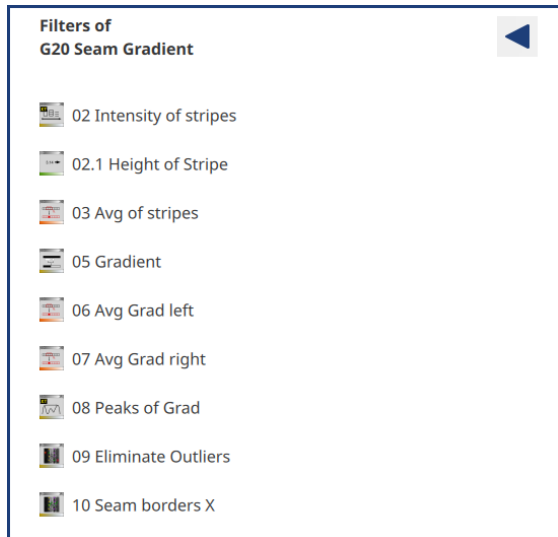 Filters of
G20 Seam Gradient
02 Intensity of stripes
02.1 Height of Stripe
03 Avg of stripes
05 Gradient
06 Avg Grad left
07 Avg Grad right
08 Peaks of Grad
09 Eliminate Outliers
10 Seam borders X